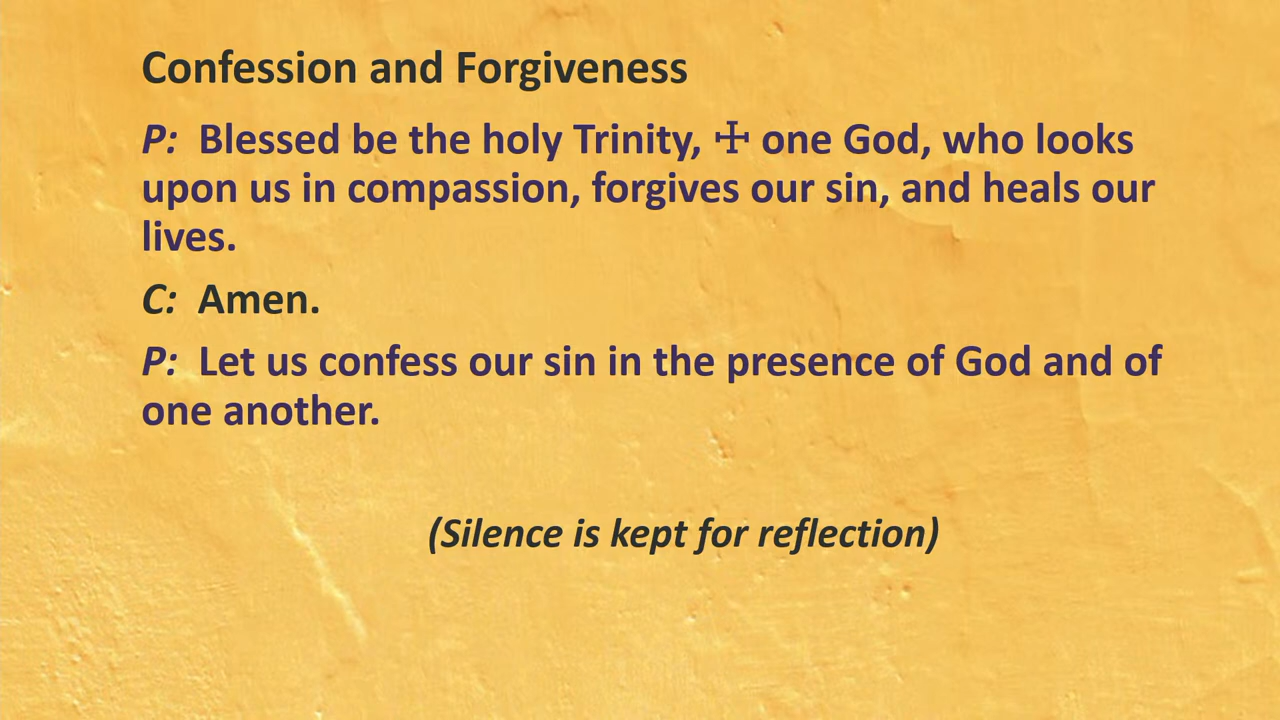 Confession and Forgiveness
P:  Blessed be the holy Trinity, ☩ one God, who looks
upon us in compassion, forgives our sin, and heals our
lives.
C:  Amen.
P:  Let us confess our sin in the presence of God and of
one another.
(Silence is kept for reflection)